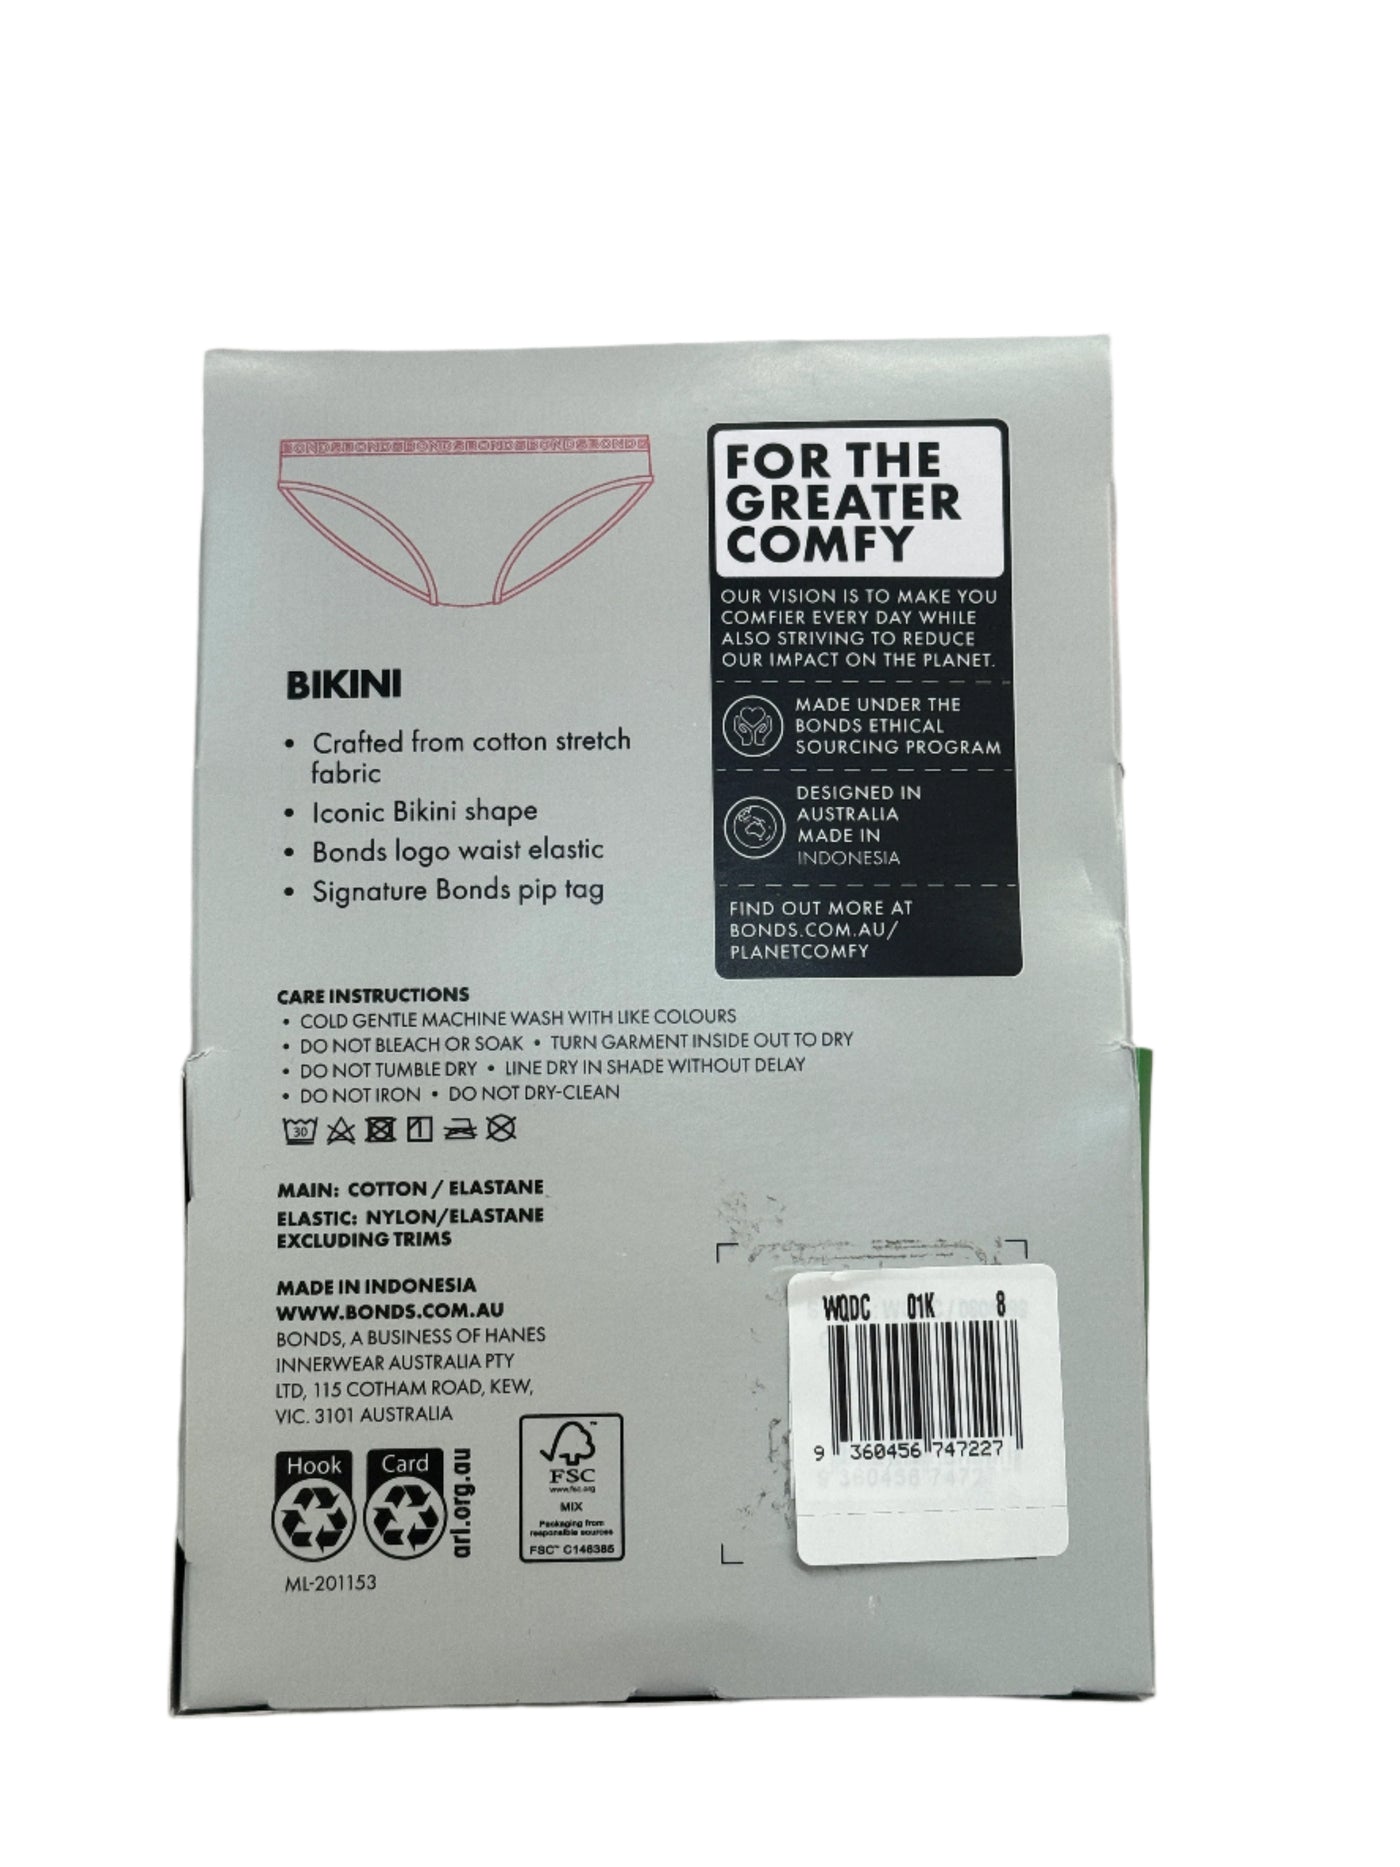 BONDSBONDSBONDSBONDSBONDSBONDS
BIKINI
• Crafted from cotton stretch
fabric
• Iconic Bikini shape
• Bonds logo waist elastic
• Signature Bonds pip tag
FOR THE
GREATER
COMFY
OUR VISION IS TO MAKE YOU
COMFIER EVERY DAY WHILE
ALSO STRIVING TO REDUCE
OUR IMPACT ON THE PLANET.
MADE UNDER THE
BONDS ETHICAL
SOURCING PROGRAM
DESIGNED IN
AUSTRALIA
MADE IN
INDONESIA
FIND OUT MORE AT
BONDS.COM.AU/
PLANETCOMFY
CARE INSTRUCTIONS
• COLD GENTLE MACHINE WASH WITH LIKE COLOURS
• DO NOT BLEACH OR SOAK • TURN GARMENT INSIDE OUT TO DRY
• DO NOT TUMBLE DRY • LINE DRY IN SHADE WITHOUT DELAY
• DO NOT IRON • DO NOT DRY-CLEAN
30
MAIN: COTTON / ELASTANE
ELASTIC: NYLON/ELASTANE
EXCLUDING TRIMS
MADE IN INDONESIA
WWW.BONDS.COM.AU
BONDS, A BUSINESS OF HANES
INNERWEAR AUSTRALIA PTY
LTD, 115 COTHAM ROAD, KEW,
VIC. 3101 AUSTRALIA
Hook Card
arl.org.au
FSC™
www.fsc.org
MIX
Packaging from
responsible sources
FSC™ C146385
ML-201153
WQDC 01K 8
9 360456 747227